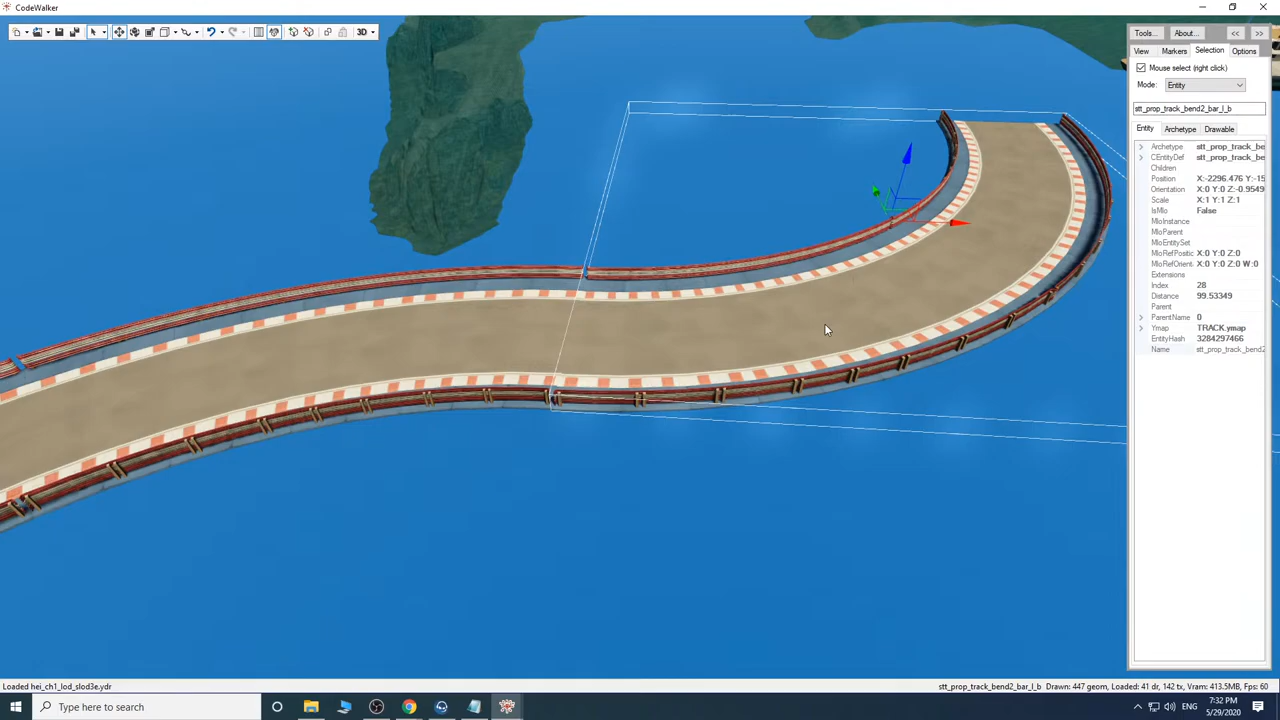 CodeWalker
3D
Tools...
About...
<<
>>
View
Markers
Selection
Options
Mouse select (right click)
Mode:
Entity
stt_prop_track_bend2_bar_l_b
Entity
Archetype
Drawable
Archetype stt_prop_track_be
CEntityDef stt_prop_track_be
Children
Position X:-2296.476 Y:-15
Orientation X:0 Y:0 Z:-0.9549
Scale X:1 Y:1 Z:1
IsMlo False
MloInstance
MloParent
MloEntitySet
MloRefPositic X:0 Y:0 Z:0
MloRefOrient X:0 Y:0 Z:0 W:0
Extensions
Index 28
Distance 99.53349
Parent
ParentName 0
Ymap TRACK.ymap
EntityHash 3284297466
Name stt_prop_track_bend2
Loaded hei_ch1_lod_slod3e.ydr
stt_prop_track_bend2_bar_l_b Drawn: 447 geom, Loaded: 41 dr, 142 tx, Vram: 413.5MB, Fps: 60
Type here to search
ENG
7:32 PM
5/29/2020